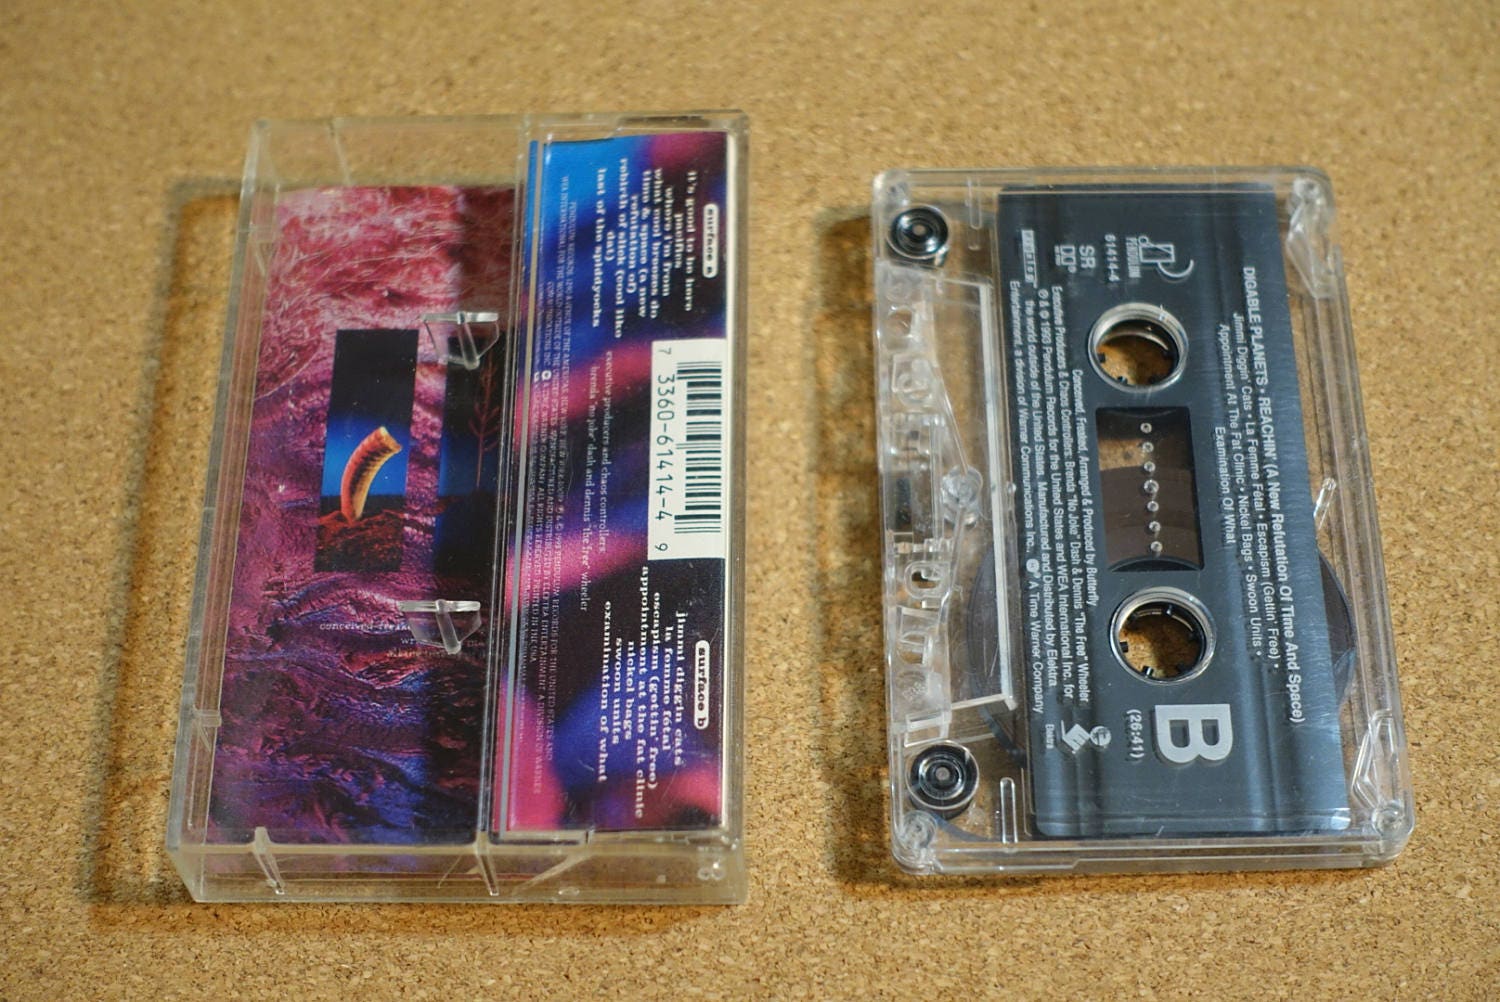 surface a
it's good to be here
pacifics
where i'm from
what cool breezes do
time & space (a new
refutation of)
rebirth of slick (cool like
dat)
last of the spiddyocks
7 3360-61414-4 9
executive producers and chaos controllers:
brenda "no joke" dash and dennis "the free" wheeler
surface b
jimmi diggin cats
la femme fétal
escapism (gettin' free)
appointment at the fat clinic
nickel bags
swoon units
examination of what
DIGABLE PLANETS • REACHIN' (A New Refutation Of Time And Space)
Jimmi Diggin' Cats • La Femme Fétal • Escapism (Gettin' Free) •
Appointment At The Fat Clinic • Nickel Bags • Swoon Units •
Examination Of What
PENDULUM
61414-4
SR
B
(26:41)
Conceived, Freaked, Arranged & Produced by Butterfly
Executive Producers & Chaos Controllers: Brenda "No Joke" Dash & Dennis "The Free" Wheeler
℗ & © 1993 Pendulum Records for the United States and WEA International Inc. for
the world outside of the United States. Manufactured and Distributed by Elektra
Entertainment, a division of Warner Communications Inc., A Time Warner Company